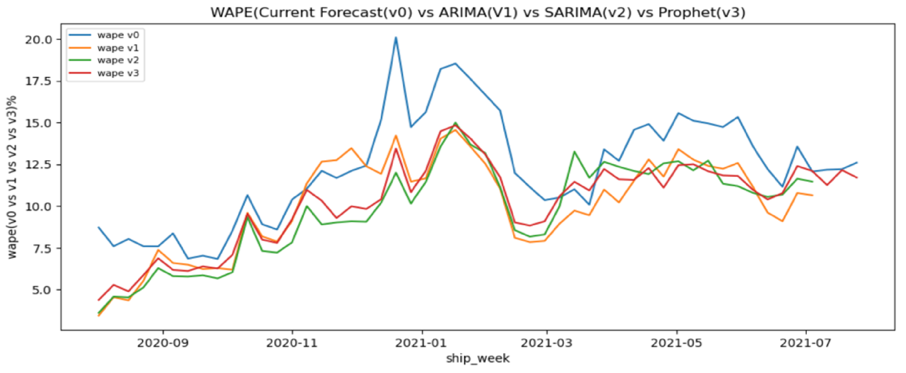 WAPE(Current Forecast(v0) vs ARIMA(V1) vs SARIMA(v2) vs Prophet(v3)
wape v0
wape v1
wape v2
wape v3
wape(v0 vs v1 vs v2 vs v3)%
20.0
17.5
15.0
12.5
10.0
7.5
5.0
2020-09
2020-11
2021-01
2021-03
2021-05
2021-07
ship_week